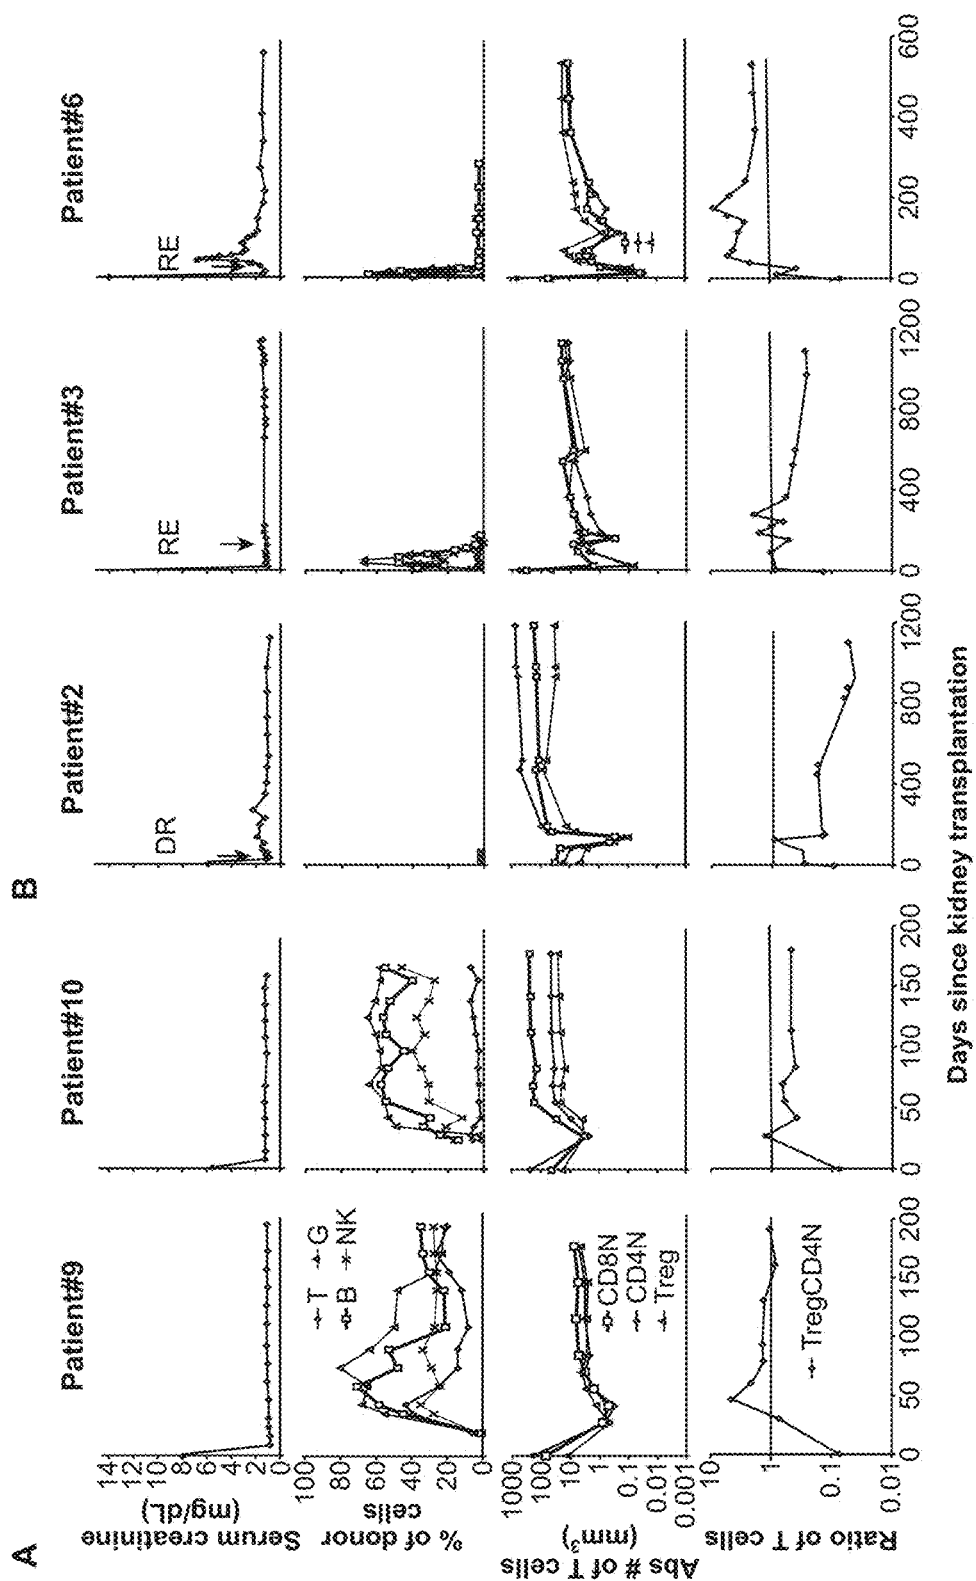 A
B
Patient#9
Patient#10
Patient#2
Patient#3
Patient#6
DR
RE
RE
Serum creatinine
(mg/dL)
14
12
10
8
6
4
2
0
% of donor
cells
100
80
60
40
20
0
T
G
B
NK
Abs # of T cells
(mm³)
1000
100
10
1
0.1
0.01
0.001
CD8N
CD4N
Treg
Ratio of T cells
10
1
0.1
0.01
TregCD4N
0 50 100 150 200
0 50 100 150 200
0 400 800 1200
0 400 800 1200
0 200 400 600
Days since kidney transplantation